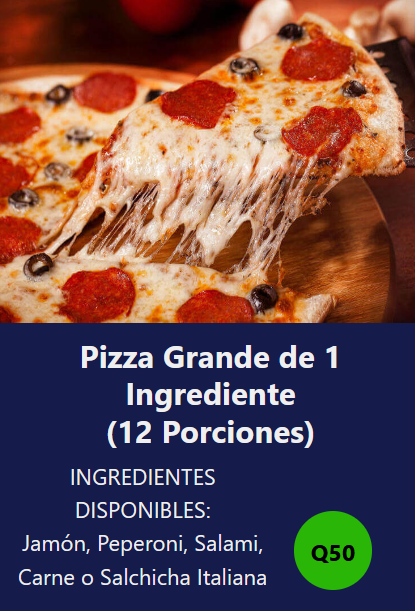 Pizza Grande de 1
Ingrediente
(12 Porciones)
INGREDIENTES
DISPONIBLES:
Jamón, Peperoni, Salami,
Carne o Salchicha Italiana
Q50